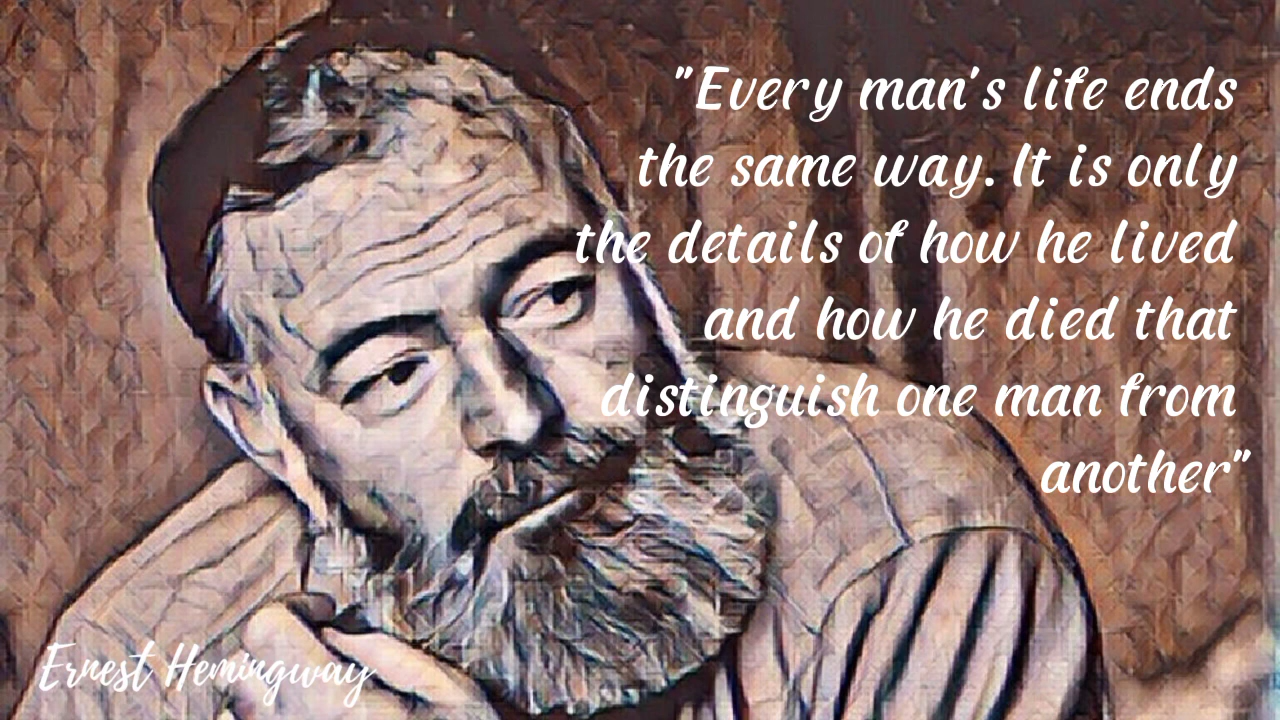 "Every man's life ends
the same way. It is only
the details of how he lived
and how he died that
distinguish one man from
another"
Ernest Hemingway